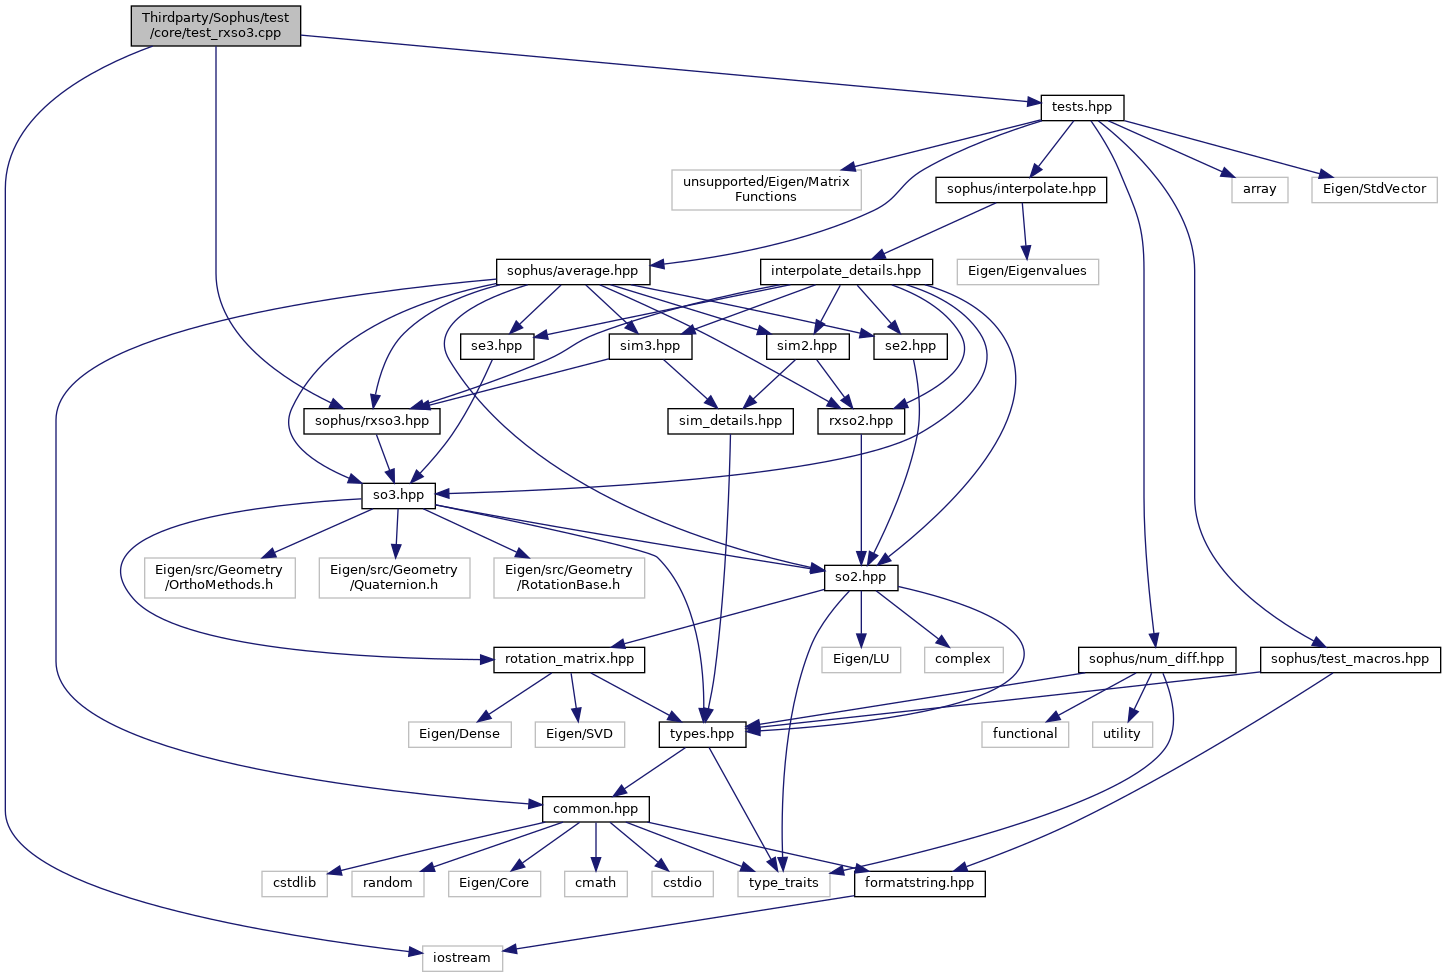 Thirdparty/Sophus/test
/core/test_rxso3.cpp
tests.hpp
unsupported/Eigen/Matrix
Functions
sophus/interpolate.hpp
array
Eigen/StdVector
sophus/average.hpp
interpolate_details.hpp
Eigen/Eigenvalues
se3.hpp
sim3.hpp
sim2.hpp
se2.hpp
sophus/rxso3.hpp
sim_details.hpp
rxso2.hpp
so3.hpp
Eigen/src/Geometry
/OrthoMethods.h
Eigen/src/Geometry
/Quaternion.h
Eigen/src/Geometry
/RotationBase.h
so2.hpp
rotation_matrix.hpp
Eigen/LU
complex
sophus/num_diff.hpp
sophus/test_macros.hpp
Eigen/Dense
Eigen/SVD
types.hpp
functional
utility
common.hpp
cstdlib
random
Eigen/Core
cmath
cstdio
type_traits
formatstring.hpp
iostream